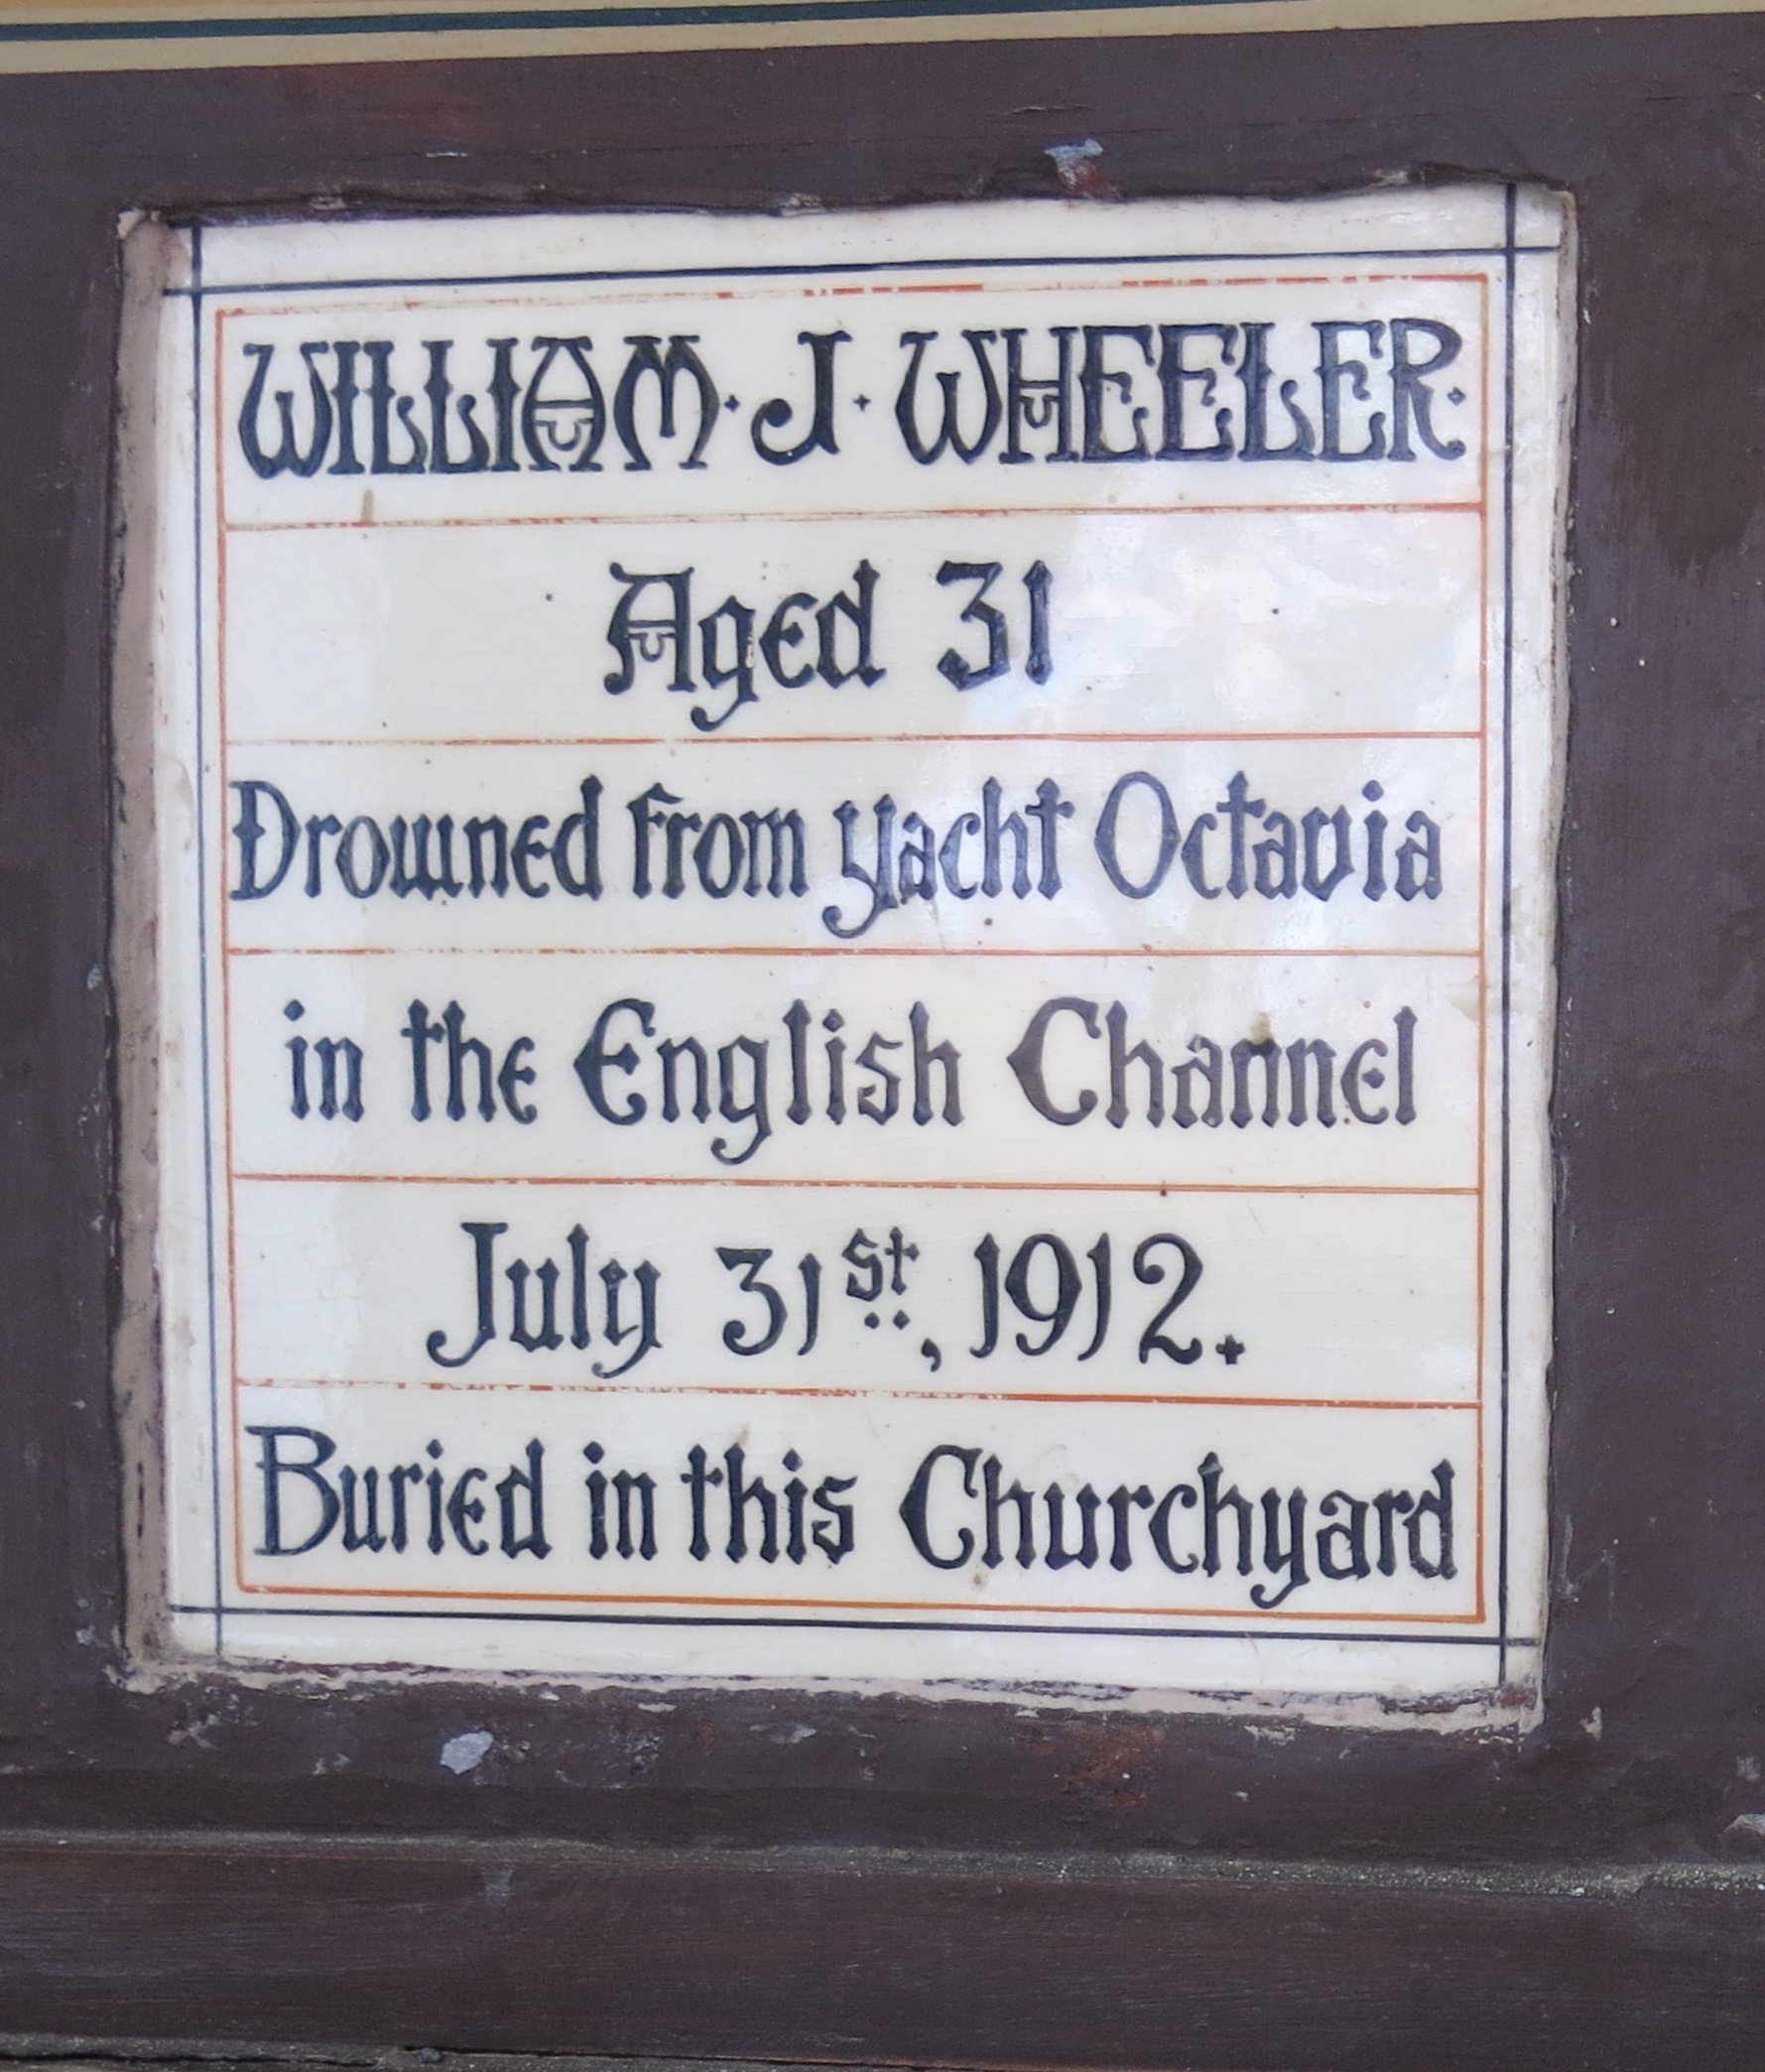 WILLIAM · J · WHEELER ·
Aged 31
Drowned from yacht Octavia
in the English Channel
July 31st, 1912.
Buried in this Churchyard